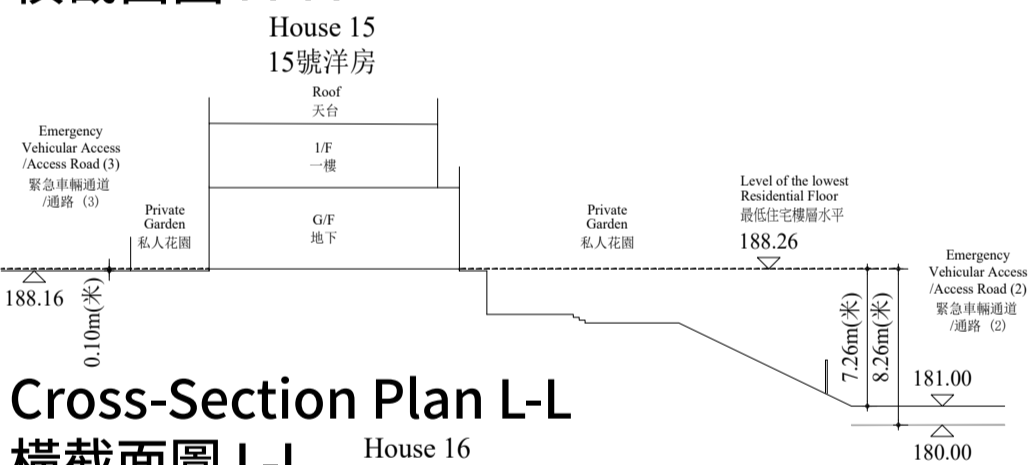 House 15
15號洋房
Roof
天台
Emergency
Vehicular Access
/Access Road (3)
緊急車輛通道
/通路 (3)
1/F
一樓
Private
Garden
私人花園
G/F
地下
Private
Garden
私人花園
Level of the lowest
Residential Floor
最低住宅樓層水平
188.26
Emergency
Vehicular Access
/Access Road (2)
緊急車輛通道
/通路 (2)
188.16
0.10m(米)
7.26m(米)
8.26m(米)
181.00
180.00
Cross-Section Plan L-L
橫截面圖 L-L
House 16